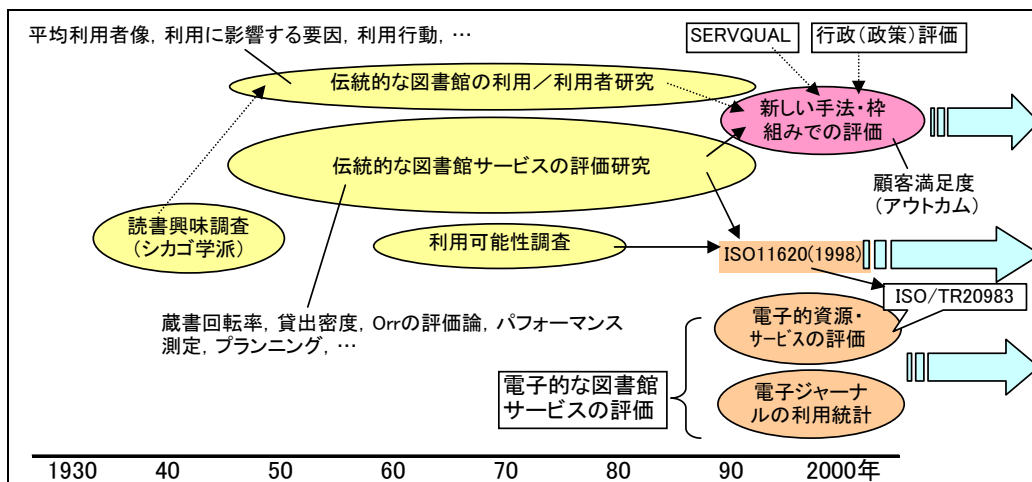 平均利用者像，利用に影響する要因，利用行動，…
SERVQUAL
行政(政策)評価
伝統的な図書館の利用／利用者研究
新しい手法・枠
組みでの評価
伝統的な図書館サービスの評価研究
顧客満足度
(アウトカム)
読書興味調査
(シカゴ学派)
利用可能性調査
ISO11620(1998)
ISO/TR20983
蔵書回転率，貸出密度，Orrの評価論，パフォーマンス
測定，プランニング，…
電子的資源・
サービスの評価
電子的な図書館
サービスの評価
電子ジャーナ
ルの利用統計
1930 40 50 60 70 80 90 2000年